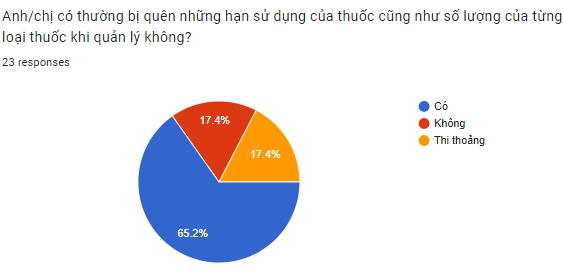 Anh/chị có thường bị quên những hạn sử dụng của thuốc cũng như số lượng của từng
loại thuốc khi quản lý không?
23 responses
17.4%
17.4%
65.2%
Có
Không
Thi thoảng